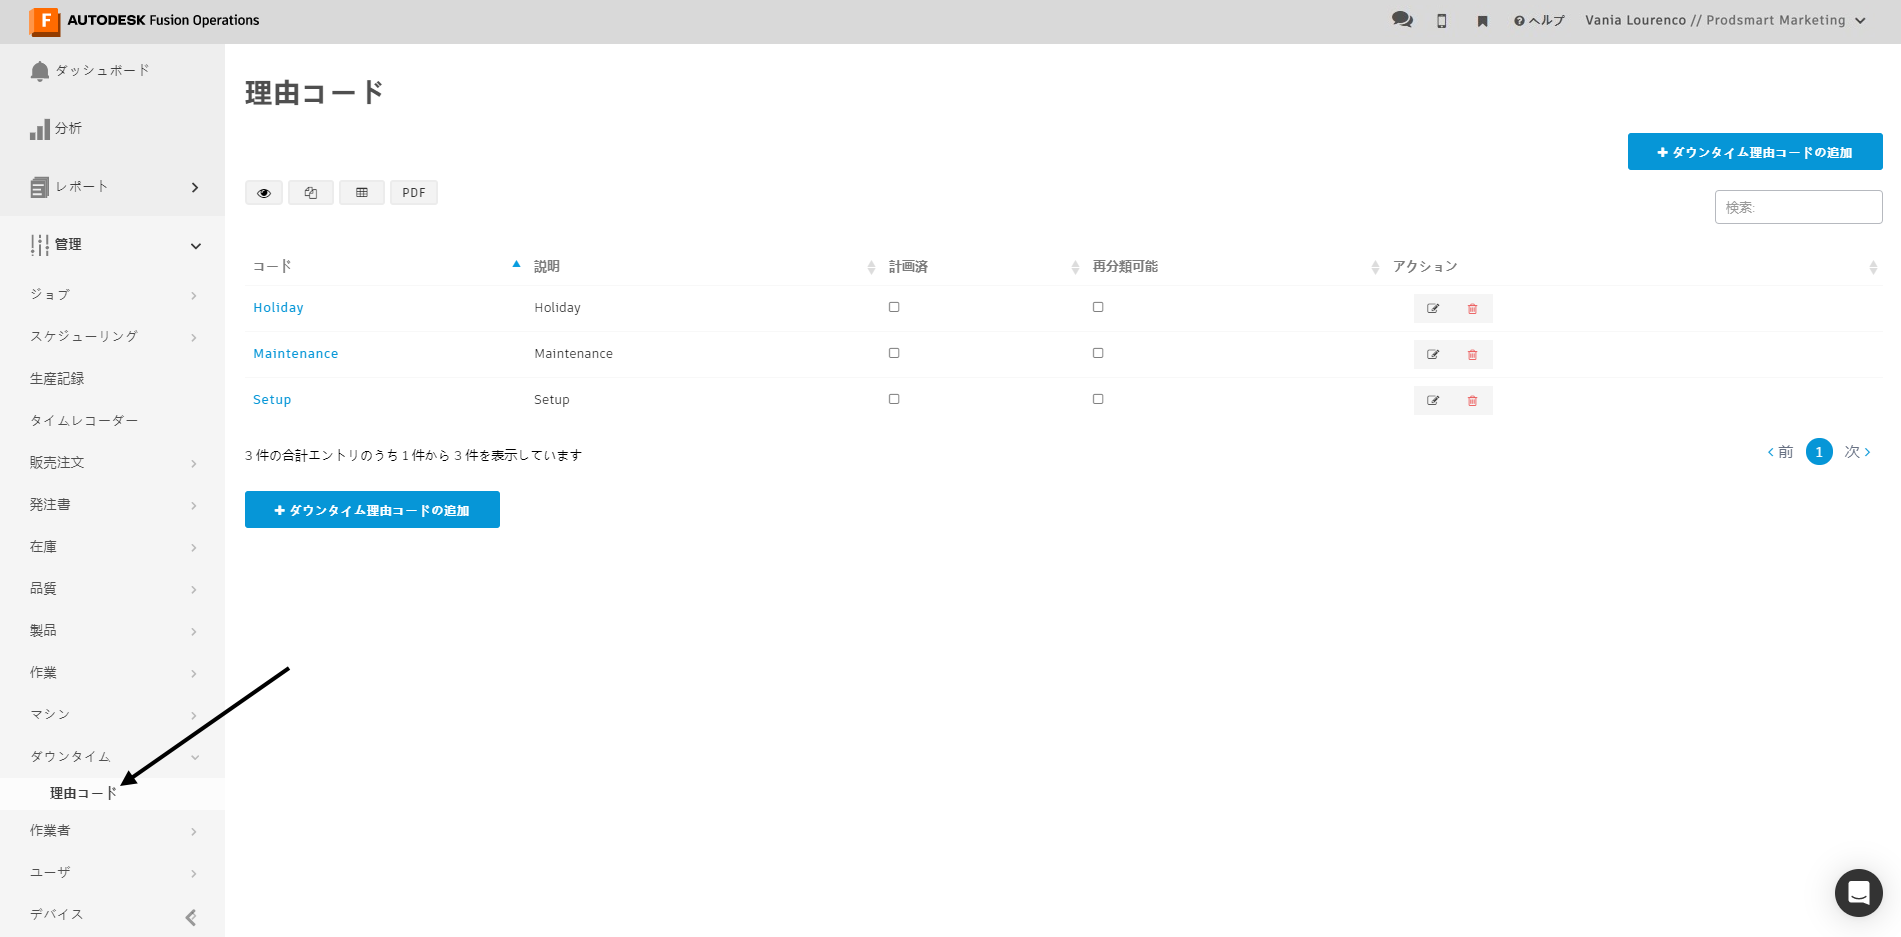 F AUTODESK Fusion Operations
ヘルプ
Vania Lourenco // Prodsmart Marketing
ダッシュボード
分析
レポート
管理
ジョブ
スケジューリング
生産記録
タイムレコーダー
販売注文
発注書
在庫
品質
製品
作業
マシン
ダウンタイム
理由コード
作業者
ユーザ
デバイス
理由コード
ダウンタイム理由コードの追加
PDF
検索:
コード 説明 計画済 再分類可能 アクション
Holiday Holiday
Maintenance Maintenance
Setup Setup
3 件の合計エントリのうち 1 件から 3 件を表示しています
前 1 次
ダウンタイム理由コードの追加